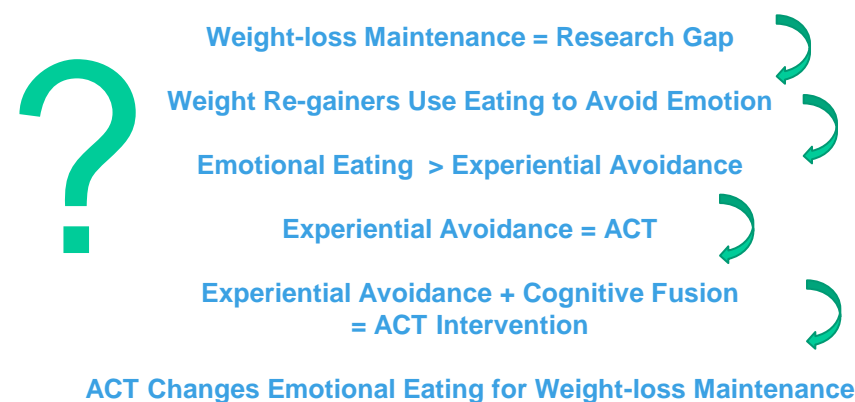 ?
Weight-loss Maintenance = Research Gap
Weight Re-gainers Use Eating to Avoid Emotion
Emotional Eating > Experiential Avoidance
Experiential Avoidance = ACT
Experiential Avoidance + Cognitive Fusion
= ACT Intervention
ACT Changes Emotional Eating for Weight-loss Maintenance